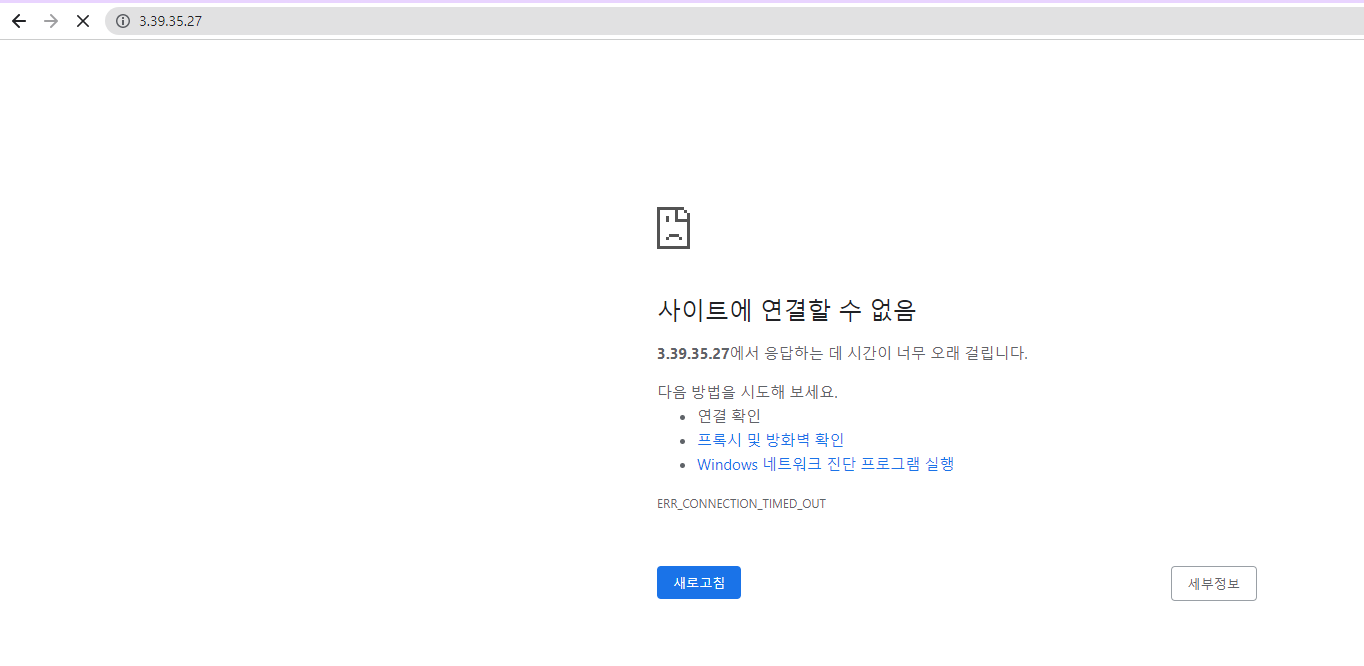 3.39.35.27
사이트에 연결할 수 없음
3.39.35.27에서 응답하는 데 시간이 너무 오래 걸립니다.
다음 방법을 시도해 보세요.
연결 확인
프록시 및 방화벽 확인
Windows 네트워크 진단 프로그램 실행
ERR_CONNECTION_TIMED_OUT
새로고침
세부정보